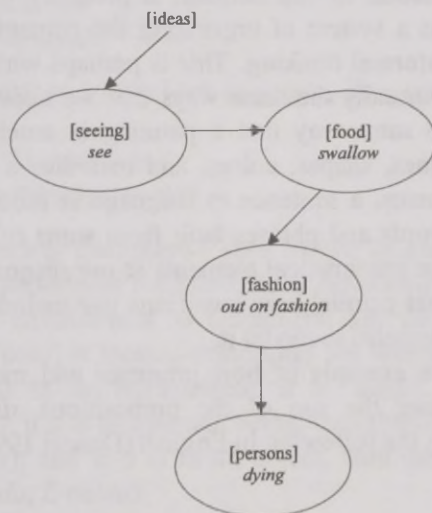 [ideas]
[seeing]
see
[food]
swallow
[fashion]
out on fashion
[persons]
dying